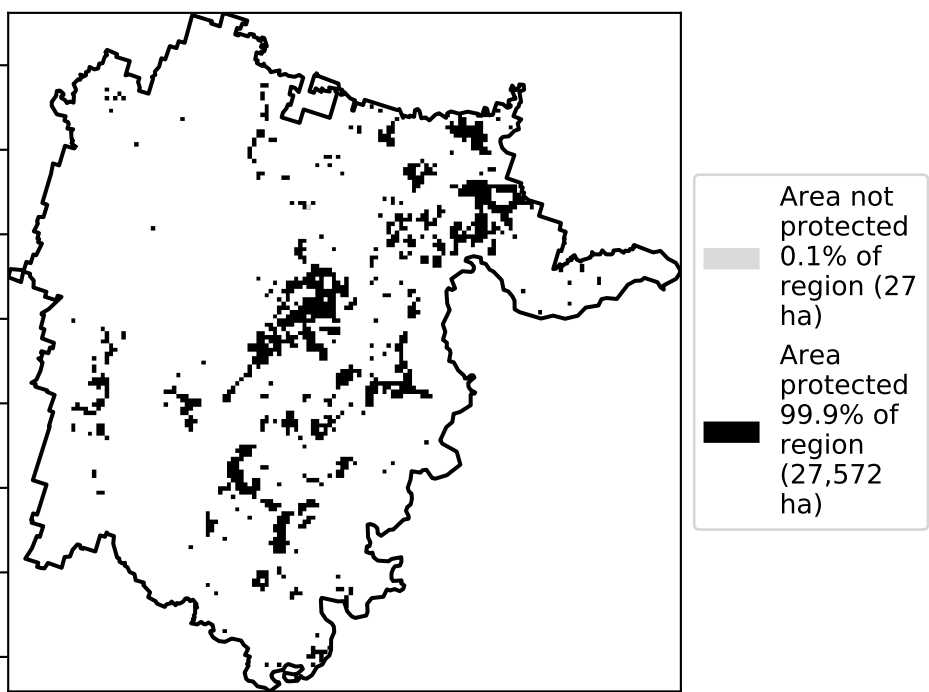 Area not
protected
0.1% of
region (27
ha)
Area
protected
99.9% of
region
(27,572
ha)